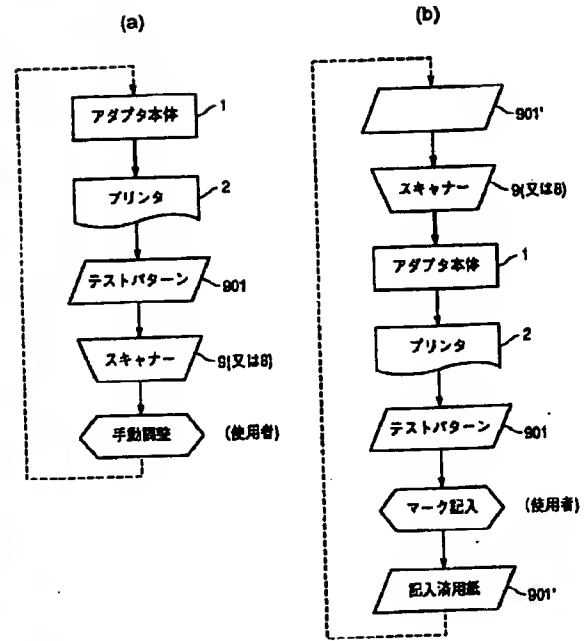 (a)
アダプタ本体
1
プリンタ
2
テストパターン
901
スキャナー
9(又は8)
手動調整
(使用者)
(b)
901'
スキャナー
9(又は8)
アダプタ本体
1
プリンタ
2
テストパターン
901
マーク記入
(使用者)
記入済用紙
901'